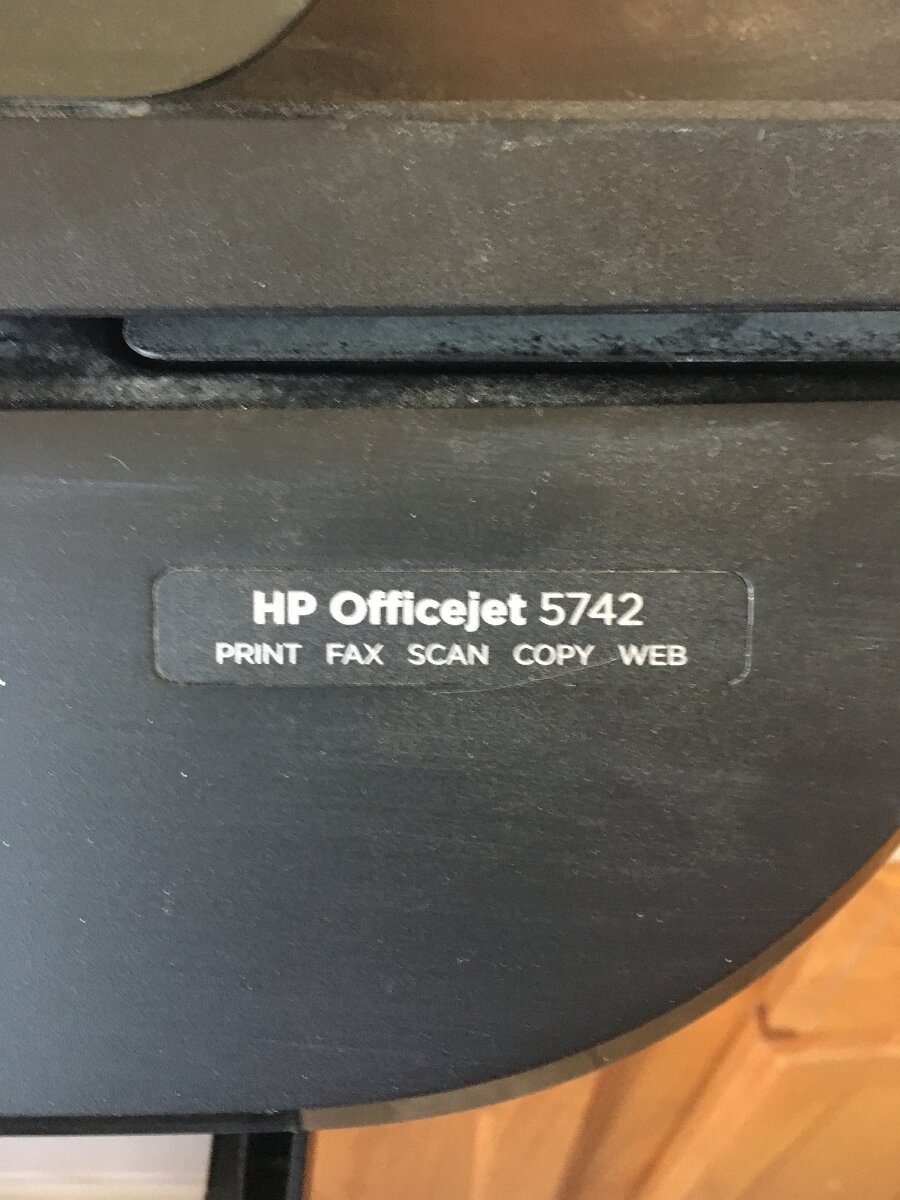 HP Officejet 5742
PRINT FAX SCAN COPY WEB